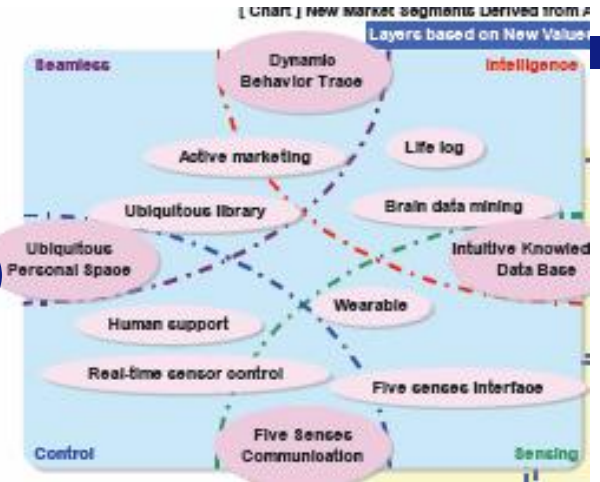 [ Chart ] New Market Segments Derived from A
Layers based on New Value
Seamless
Dynamic
Behavior Trace
Intelligence
Active marketing
Life log
Ubiquitous library
Brain data mining
Ubiquitous
Personal Space
Intuitive Knowled
Data Base
Wearable
Human support
Real-time sensor control
Five senses Interface
Five Senses
Communication
Control
Sensing